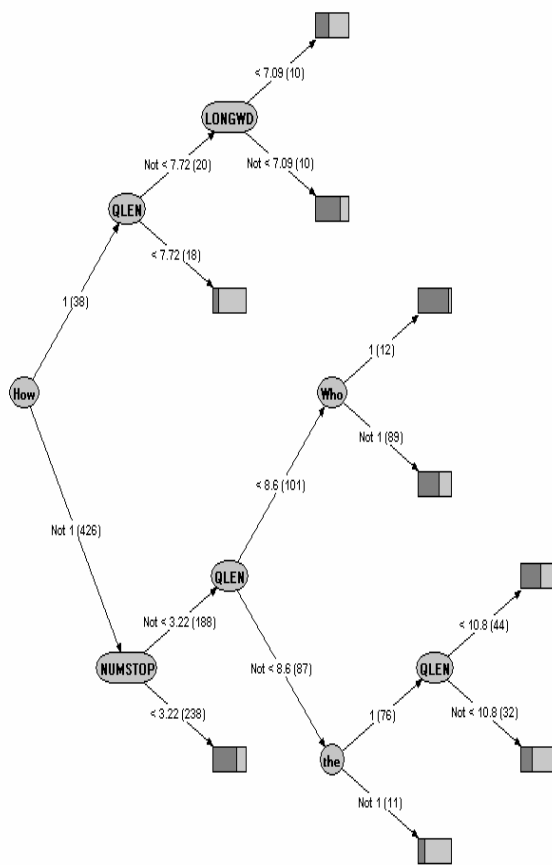 < 7.09 (10)
LONGWD
Not < 7.72 (20)
Not < 7.09 (10)
QLEN
< 7.72 (18)
1 (38)
1 (12)
How
Who
Not 1 (89)
< 8.6 (101)
Not 1 (426)
QLEN
< 10.8 (44)
Not < 3.22 (188)
Not < 8.6 (87)
NUMSTOP
QLEN
< 3.22 (238)
1 (76)
Not < 10.8 (32)
the
Not 1 (11)